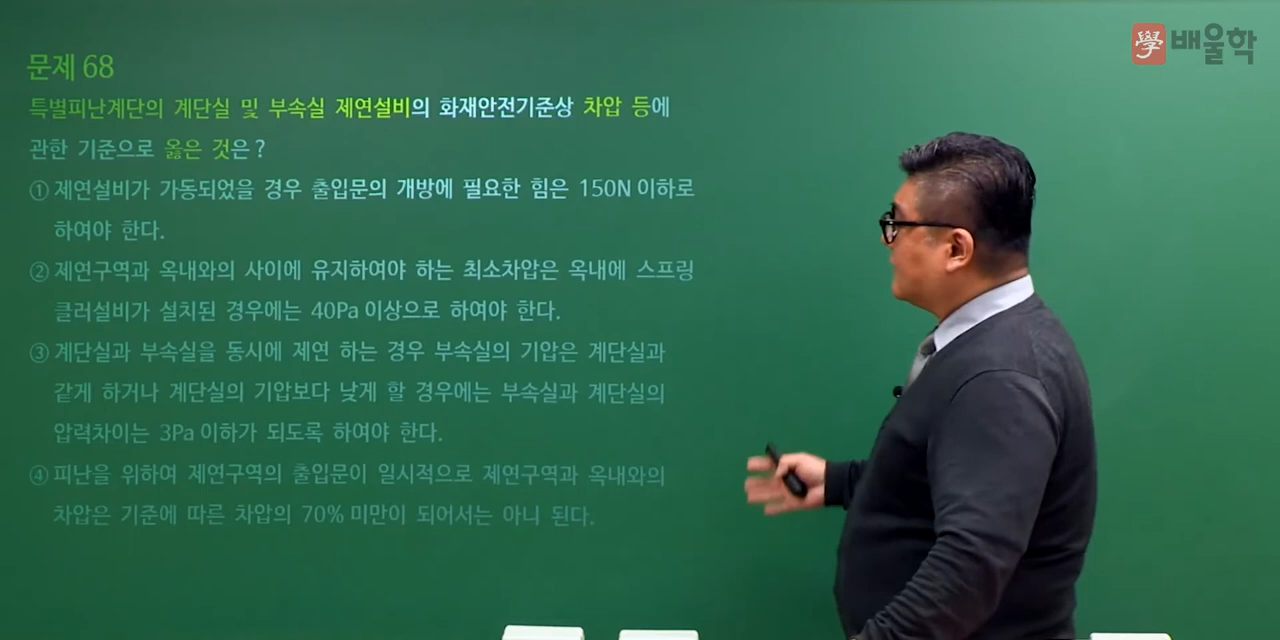 學 배울학
문제 68
특별피난계단의 계단실 및 부속실 제연설비의 화재안전기준상 차압 등에
관한 기준으로 옳은 것은?
① 제연설비가 가동되었을 경우 출입문의 개방에 필요한 힘은 150N 이하로
하여야 한다.
② 제연구역과 옥내와의 사이에 유지하여야 하는 최소차압은 옥내에 스프링
클러설비가 설치된 경우에는 40Pa 이상으로 하여야 한다.
③ 계단실과 부속실을 동시에 제연 하는 경우 부속실의 기압은 계단실과
같게 하거나 계단실의 기압보다 낮게 할 경우에는 부속실과 계단실의
압력차이는 3Pa 이하가 되도록 하여야 한다.
④ 피난을 위하여 제연구역의 출입문이 일시적으로 제연구역과 옥내와의
차압은 기준에 따른 차압의 70% 미만이 되어서는 아니 된다.